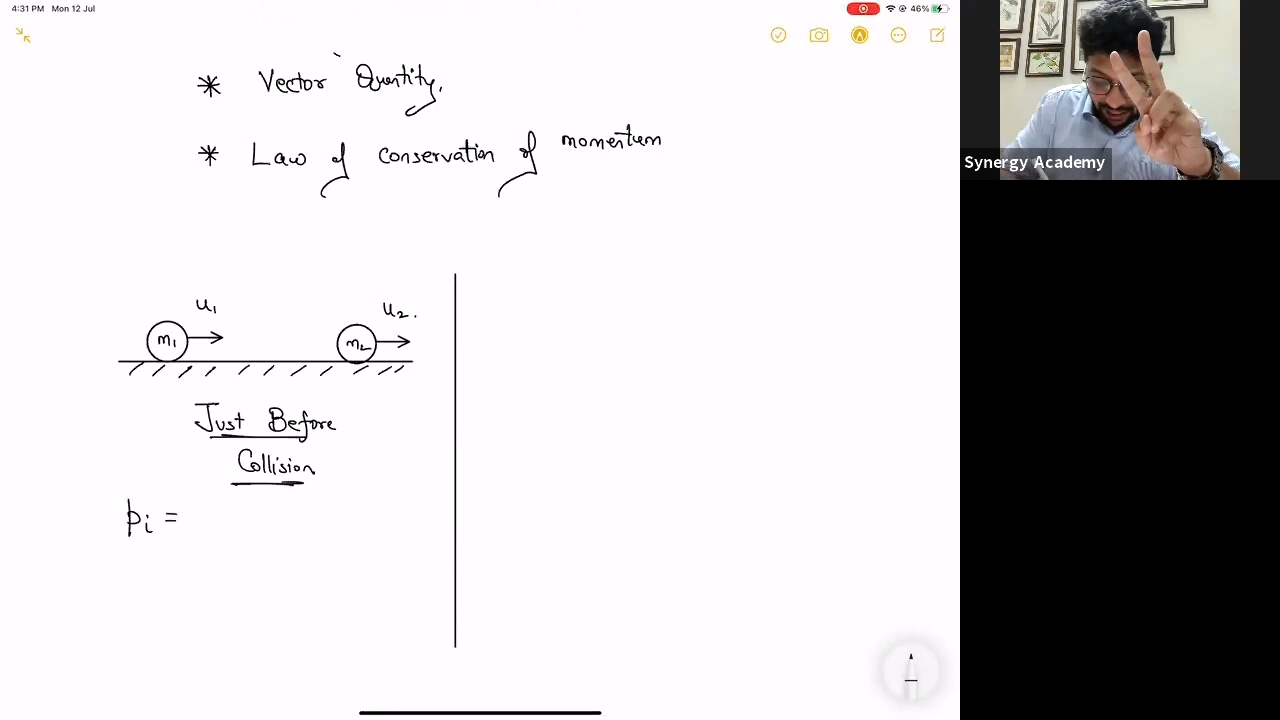 4:31 PM Mon 12 Jul
46%
* Vector Quantity.
* Law of conservation of momentum
Synergy Academy
u₁
u₂.
m₁
m₂
Just Before
Collision
pᵢ =